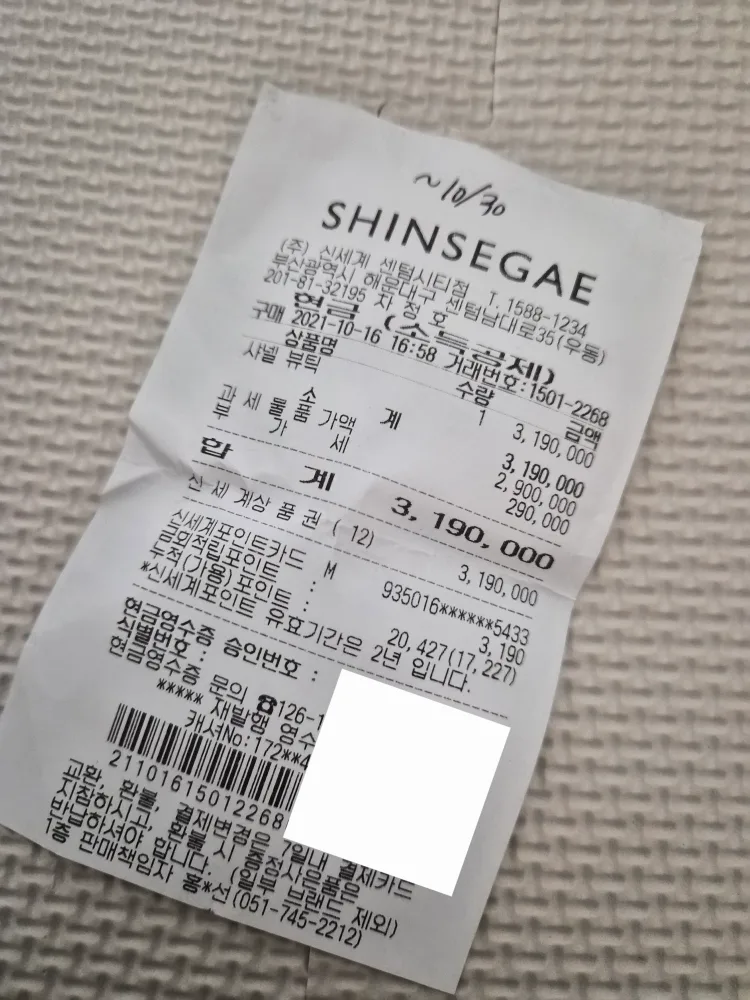 ~10/30
SHINSEGAE
(주) 신세계 센텀시티점 T.1588-1234
부산광역시 해운대구 센텀남대로35(우동)
201-81-32195 차 정 호
현금 (소득공제)
구매 2021-10-16 16:58 거래번호:1501-2268
상품명 수량 금액
샤넬 뷰틱 1 3,190,000
소 계 3,190,000
과 세 물 품 가액 2,900,000
부 가 세 290,000
합 계 3,190,000
신 세 계상 품 권 ( 12) 3,190,000
신세계포인트카드 M 935016******5433
금회적립포인트 : 3,190
누적(가용)포인트 : 20,427(17,227)
*신세계포인트 유효기간은 2년 입니다.
현금영수증
식별번호 : 승인번호 :
현금영수증 문의 ☎126-1
***** 재발행 영수
캐셔No:172**4
21101615012268
교환, 환불, 결제변경은 7일내 결제카드
지참하시고, 환불 시 증정사은품은
반납하셔야 합니다. (일부 브랜드 제외)
1층 판매책임자 홍*선(051-745-2212)